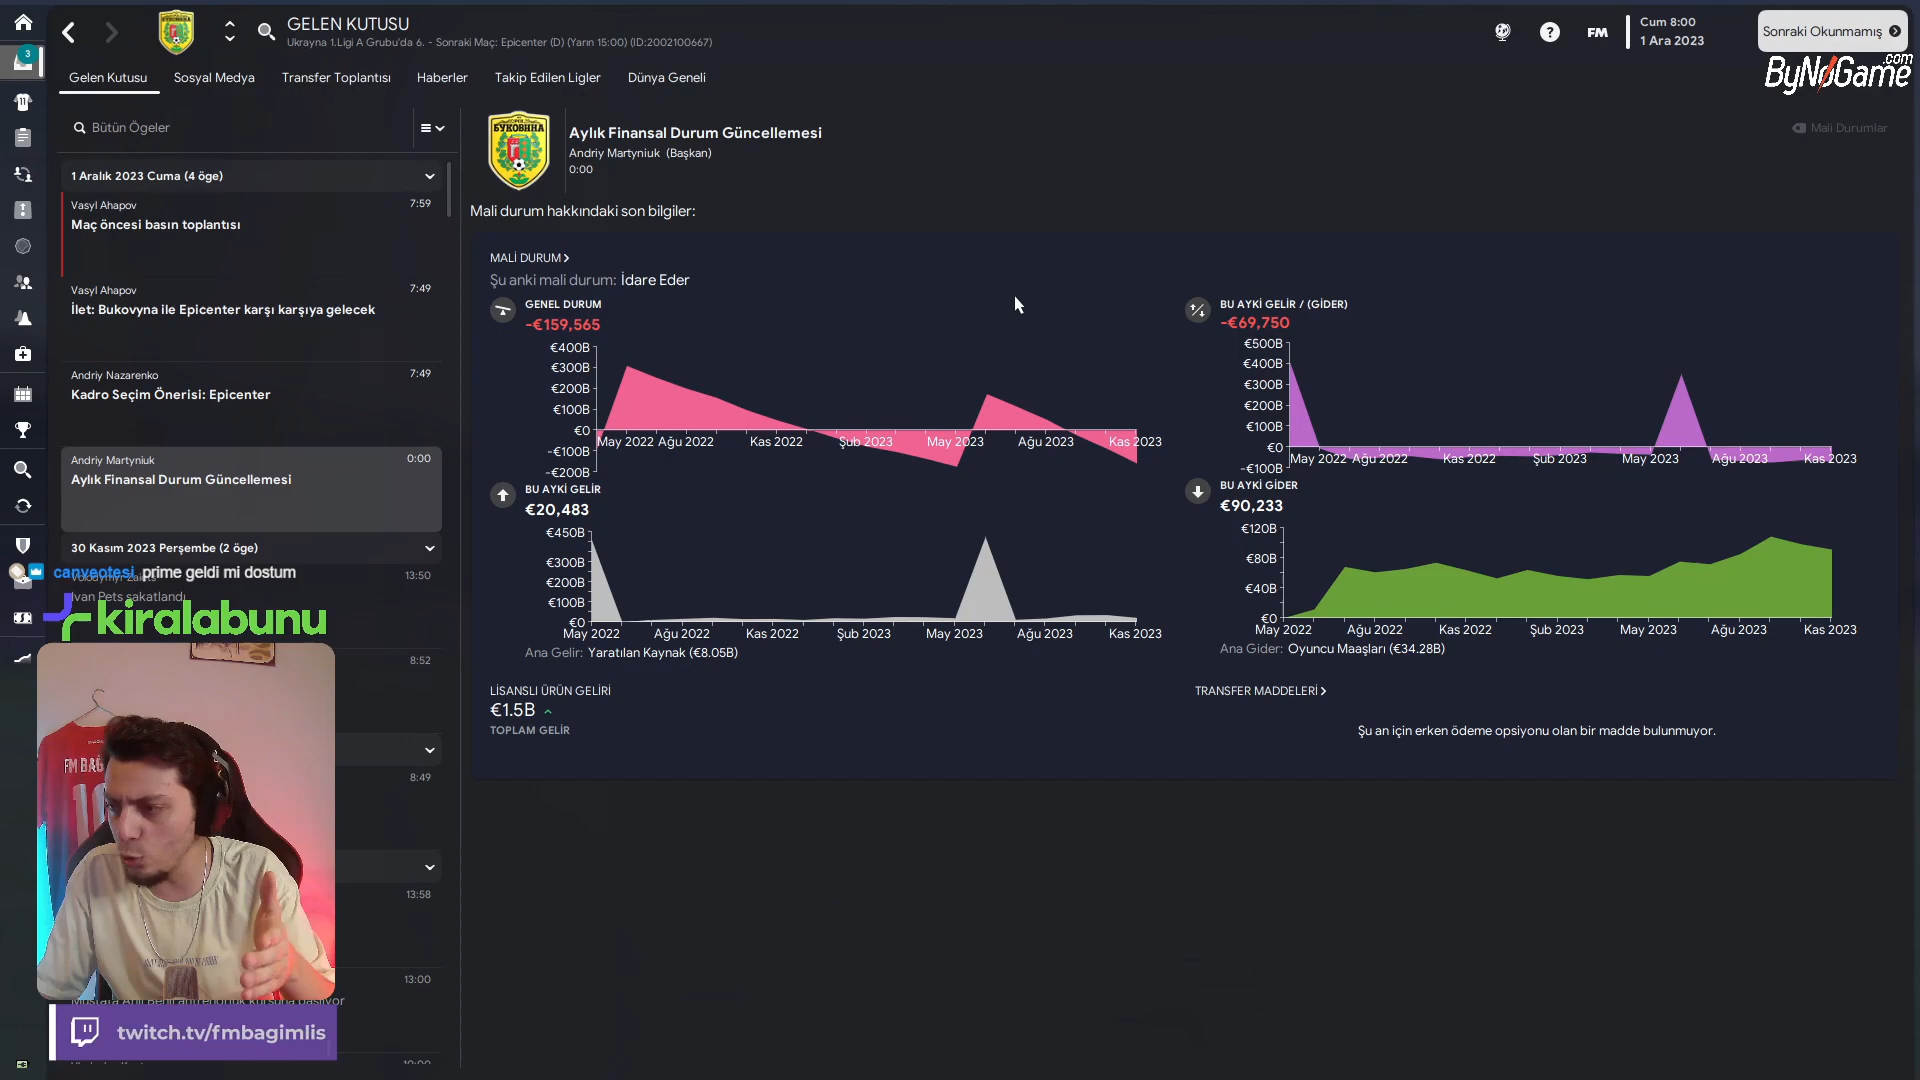 GELEN KUTUSU
Ukrayna 1.Ligi A Grubu'da 6. - Sonraki Maç: Epicenter (D) (Yarın 15:00) (ID:2002100667)
FM
Cum 8:00
1 Ara 2023
Sonraki Okunmamış
ByNoGame.com
3
Gelen Kutusu
Sosyal Medya
Transfer Toplantısı
Haberler
Takip Edilen Ligler
Dünya Geneli
Bütün Ögeler
БУКОВИНА
Aylık Finansal Durum Güncellemesi
Andriy Martyniuk (Başkan)
0:00
Mali Durumlar
1 Aralık 2023 Cuma (4 öge)
Vasyl Ahapov
7:59
Maç öncesi basın toplantısı
Vasyl Ahapov
7:49
İlet: Bukovyna ile Epicenter karşı karşıya gelecek
Andriy Nazarenko
7:49
Kadro Seçim Önerisi: Epicenter
Andriy Martyniuk
0:00
Aylık Finansal Durum Güncellemesi
30 Kasım 2023 Perşembe (2 öge)
canveotesi prime geldi mi dostum
13:50
Ivan Pets sakatlandı
kiralabunu
8:52
8:49
13:58
13:00
FM BAĞ
10
twitch.tv/fmbagimlis
Mali durum hakkındaki son bilgiler:
MALİ DURUM
Şu anki mali durum: İdare Eder
GENEL DURUM
-€159,565
€400B
€300B
€200B
€100B
€0
-€100B
-€200B
May 2022
Ağu 2022
Kas 2022
Şub 2023
May 2023
Ağu 2023
Kas 2023
BU AYKİ GELİR / (GİDER)
-€69,750
€500B
€400B
€300B
€200B
€100B
€0
-€100B
May 2022
Ağu 2022
Kas 2022
Şub 2023
May 2023
Ağu 2023
Kas 2023
BU AYKİ GELİR
€20,483
€450B
€300B
€200B
€100B
€0
May 2022
Ağu 2022
Kas 2022
Şub 2023
May 2023
Ağu 2023
Kas 2023
Ana Gelir: Yaratılan Kaynak (€8.05B)
BU AYKİ GİDER
€90,233
€120B
€80B
€40B
€0
May 2022
Ağu 2022
Kas 2022
Şub 2023
May 2023
Ağu 2023
Kas 2023
Ana Gider: Oyuncu Maaşları (€34.28B)
LİSANSLI ÜRÜN GELİRİ
€1.5B
TOPLAM GELİR
TRANSFER MADDELERİ
Şu an için erken ödeme opsiyonu olan bir madde bulunmuyor.